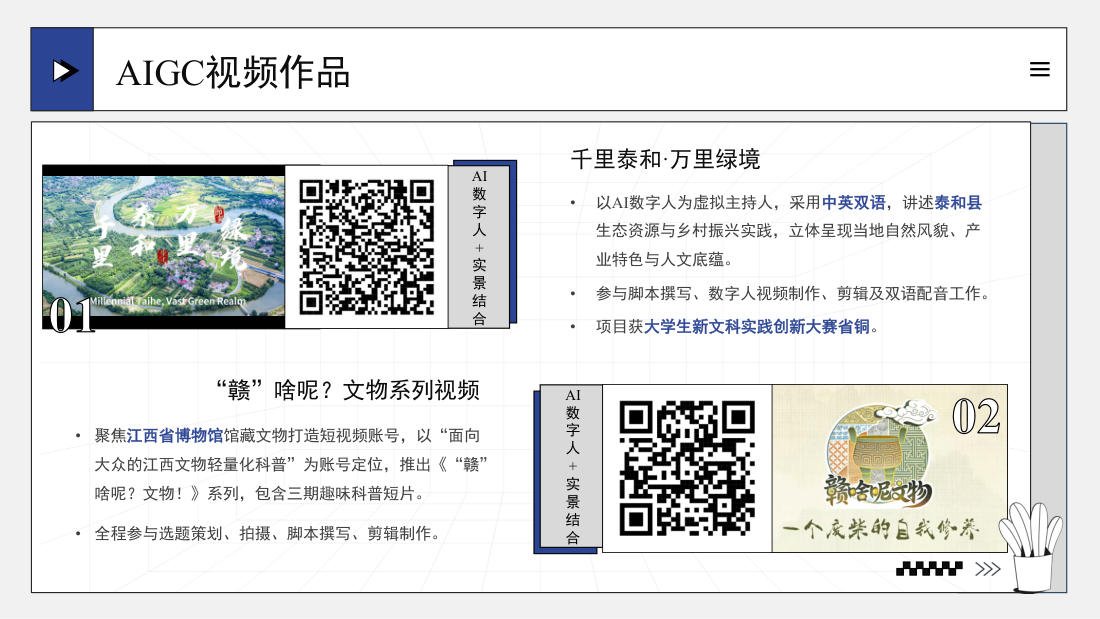 AIGC视频作品
千里泰和·万里绿境
千里
泰和
万里
绿境
Millennial Taihe, Vast Green Realm
01
AI数字人+实景结合
• 以AI数字人为虚拟主持人，采用中英双语，讲述泰和县
生态资源与乡村振兴实践，立体呈现当地自然风貌、产
业特色与人文底蕴。
• 参与脚本撰写、数字人视频制作、剪辑及双语配音工作。
• 项目获大学生新文科实践创新大赛省铜。
“赣”啥呢？文物系列视频
• 聚焦江西省博物馆馆藏文物打造短视频账号，以“面向
大众的江西文物轻量化科普”为账号定位，推出《“赣”
啥呢？文物！》系列，包含三期趣味科普短片。
• 全程参与选题策划、拍摄、脚本撰写、剪辑制作。
AI数字人+实景结合
02
赣啥呢文物
一个废柴的自我修养